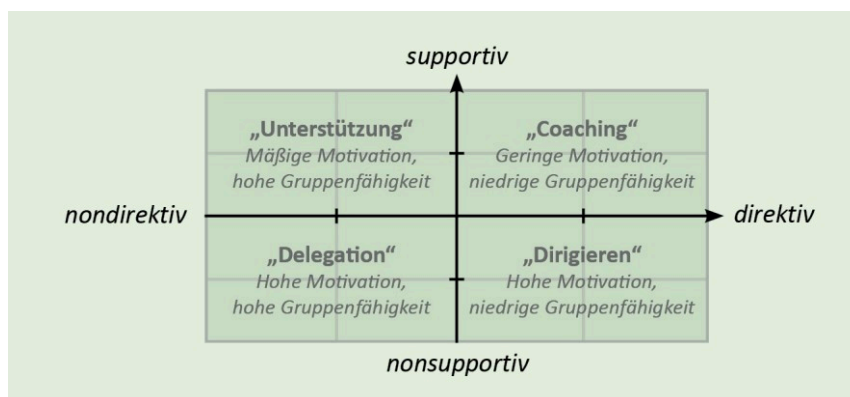 supportiv
„Unterstützung“
Mäßige Motivation,
hohe Gruppenfähigkeit
„Coaching“
Geringe Motivation,
niedrige Gruppenfähigkeit
nondirektiv
direktiv
„Delegation“
Hohe Motivation,
hohe Gruppenfähigkeit
„Dirigieren“
Hohe Motivation,
niedrige Gruppenfähigkeit
nonsupportiv